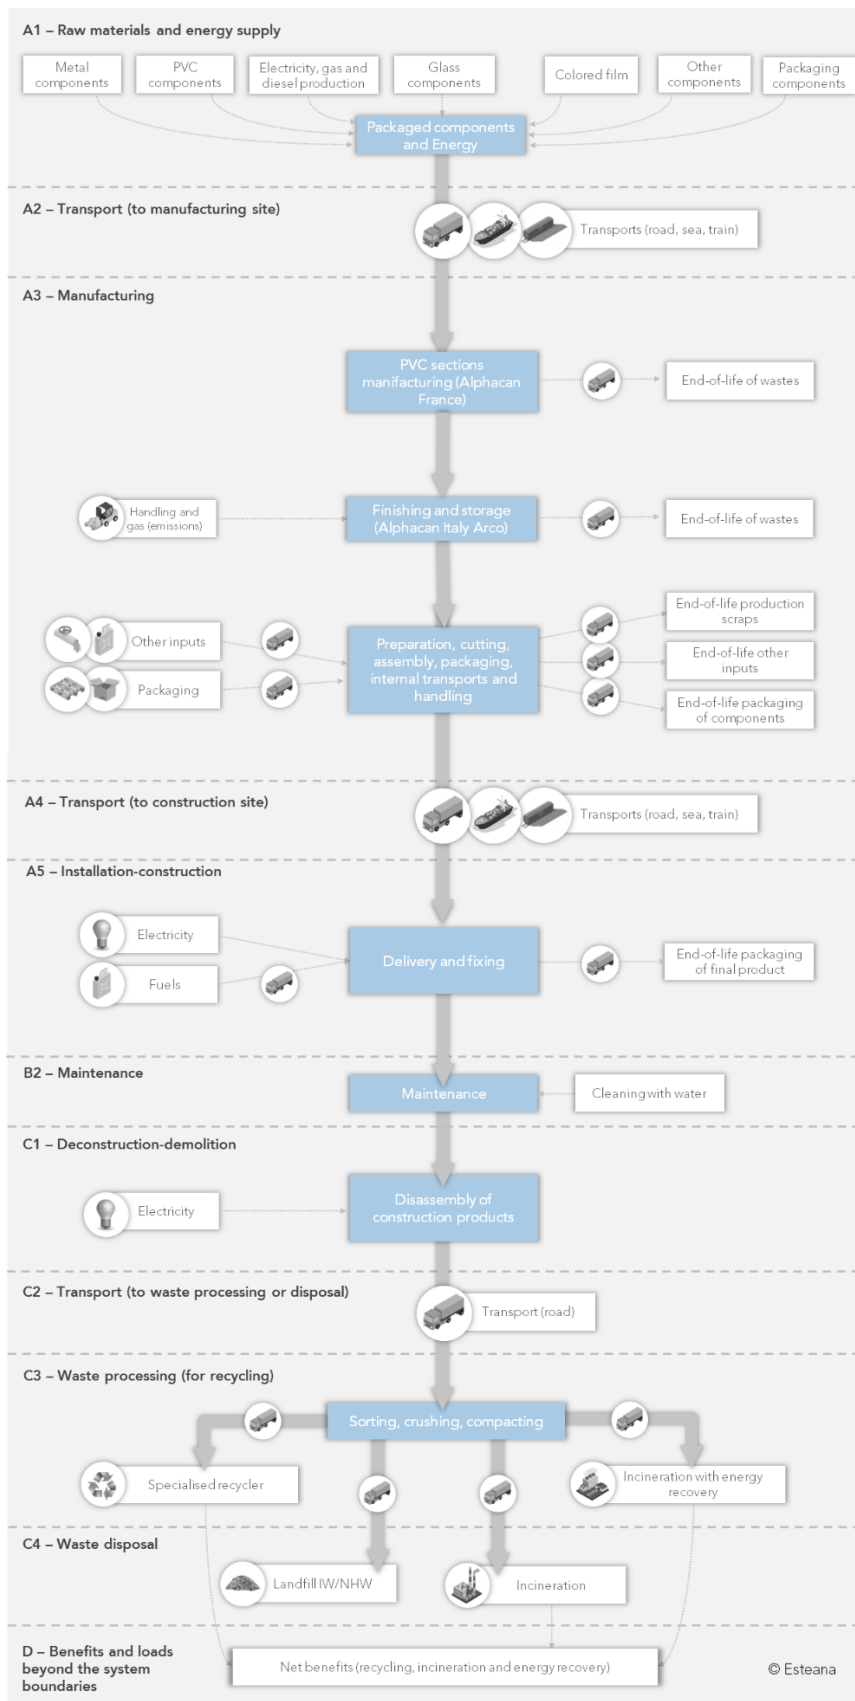 A1 – Raw materials and energy supply
Metal
components
PVC
components
Electricity, gas and
diesel production
Glass
components
Colored film
Other
components
Packaging
components
Packaged components
and Energy
A2 – Transport (to manufacturing site)
Transports (road, sea, train)
A3 – Manufacturing
PVC sections
manifacturing (Alphacan
France)
End-of-life of wastes
Handling and
gas (emissions)
Finishing and storage
(Alphacan Italy Arco)
End-of-life of wastes
Other inputs
Packaging
Preparation, cutting,
assembly, packaging,
internal transports and
handling
End-of-life production
scraps
End-of-life other
inputs
End-of-life packaging
of components
A4 – Transport (to construction site)
Transports (road, sea, train)
A5 – Installation-construction
Electricity
Fuels
Delivery and fixing
End-of-life packaging
of final product
B2 – Maintenance
Maintenance
Cleaning with water
C1 – Deconstruction-demolition
Electricity
Disassembly of
construction products
C2 – Transport (to waste processing or disposal)
Transport (road)
C3 – Waste processing (for recycling)
Sorting, crushing, compacting
Specialised recycler
Incineration with energy
recovery
C4 – Waste disposal
Landfill IW/NHW
Incineration
D – Benefits and loads
beyond the system
boundaries
Net benefits (recycling, incineration and energy recovery)
© Esteana